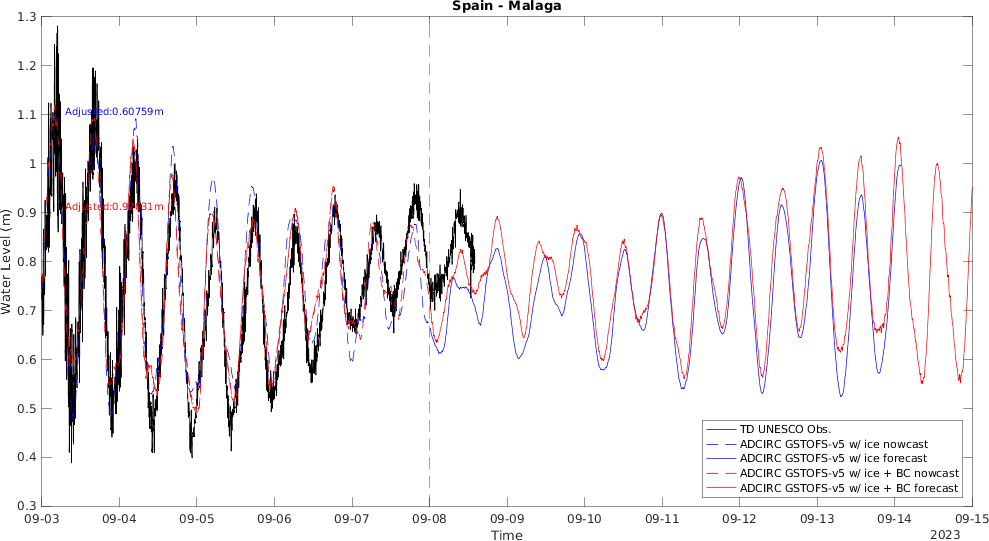 Spain - Malaga
1.3
1.2
1.1
1
0.9
0.8
0.7
0.6
0.5
0.4
0.3
Water Level (m)
Adjusted:0.60759m
TD UNESCO Obs.
ADCIRC GSTOFS-v5 w/ ice nowcast
ADCIRC GSTOFS-v5 w/ ice forecast
ADCIRC GSTOFS-v5 w/ ice + BC nowcast
ADCIRC GSTOFS-v5 w/ ice + BC forecast
09-03 09-04 09-05 09-06 09-07 09-08 09-09 09-10 09-11 09-12 09-13 09-14 09-15
Time
2023